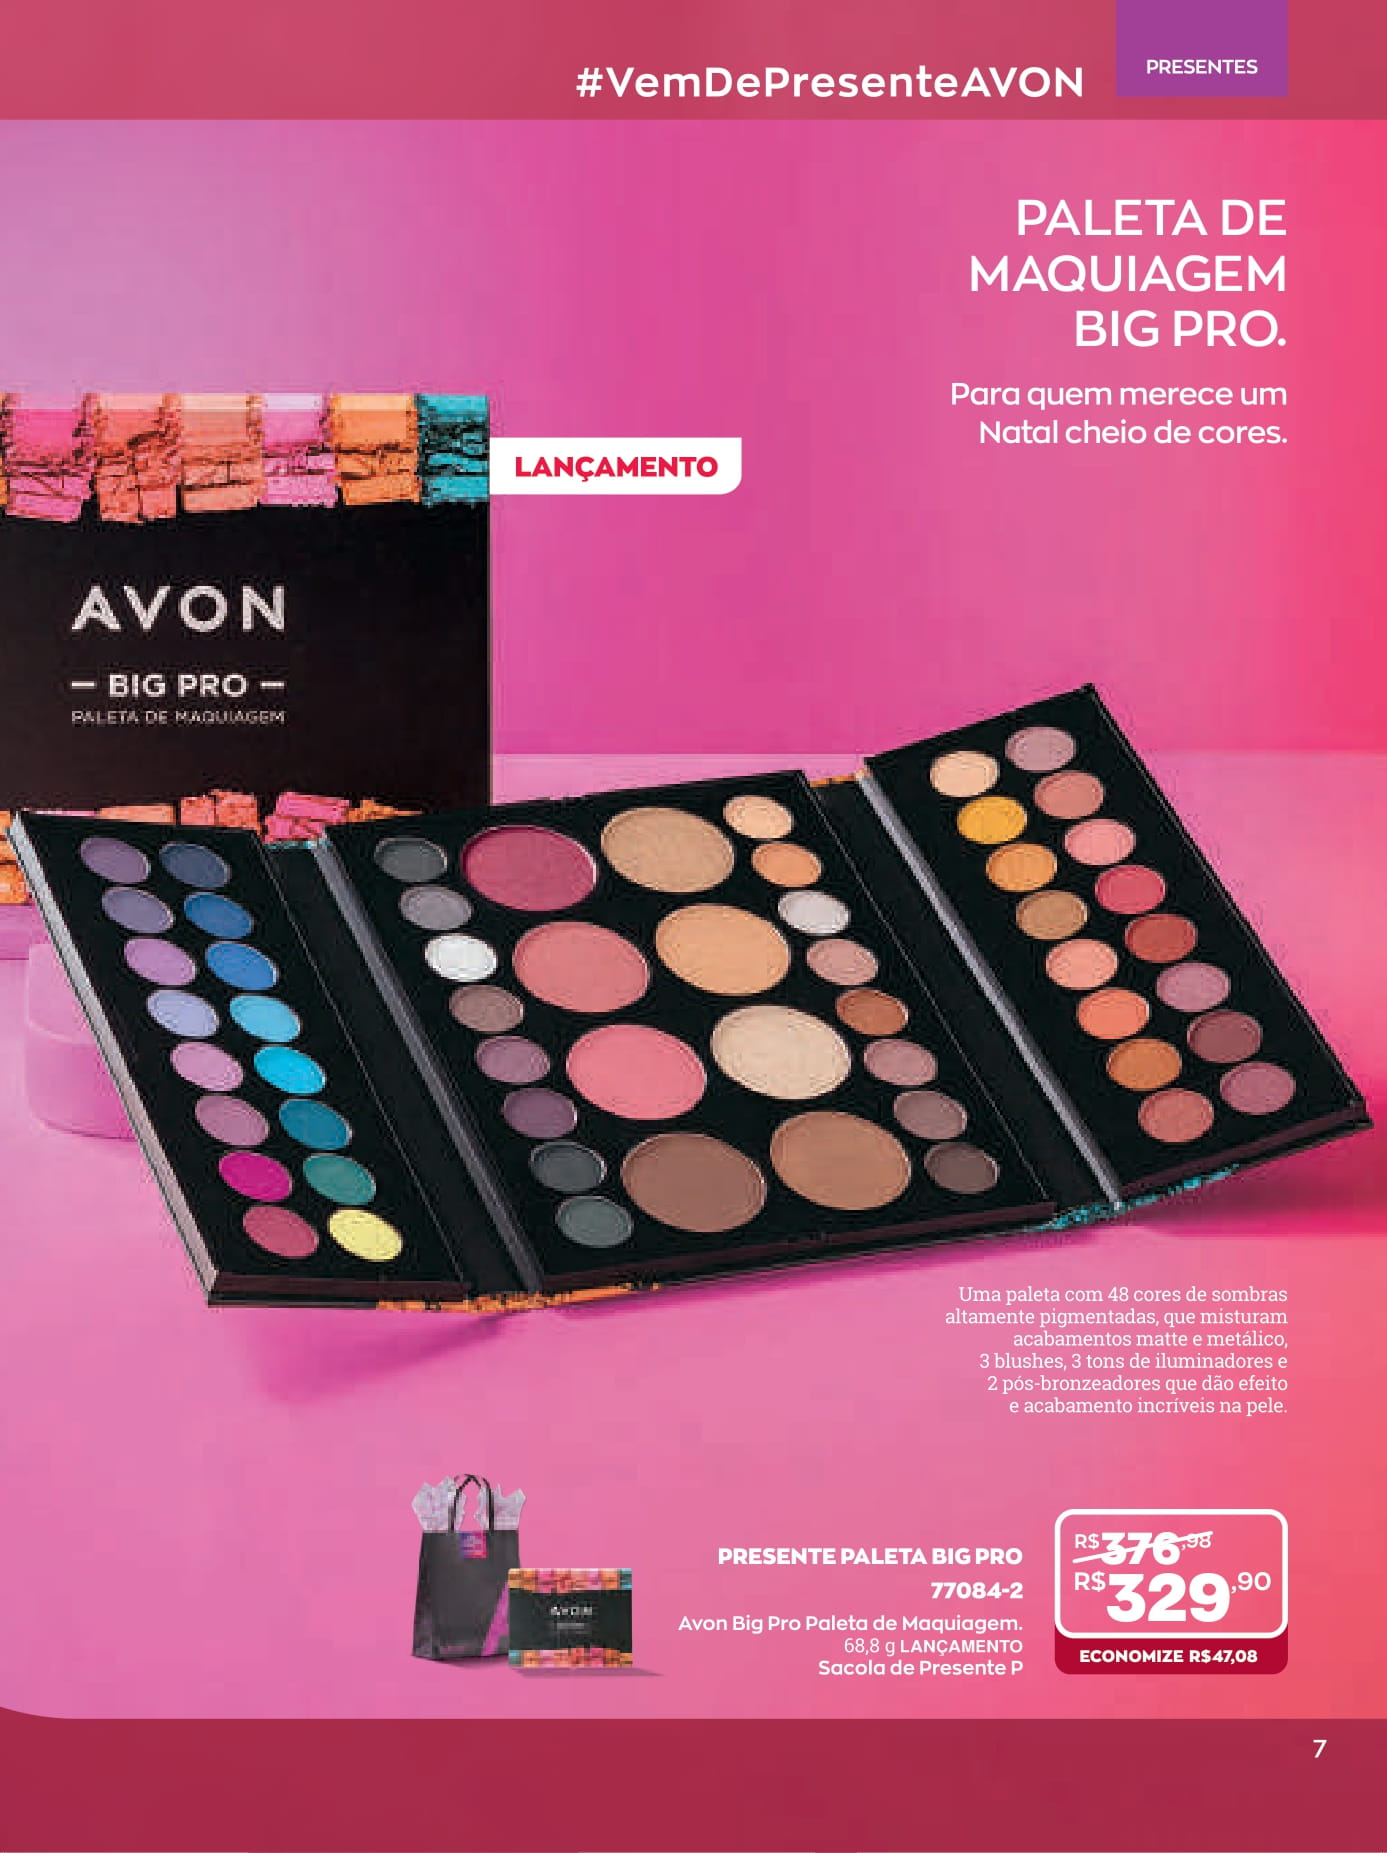 #VemDePresenteAVON
PRESENTES
PALETA DE
MAQUIAGEM
BIG PRO.
Para quem merece um
Natal cheio de cores.
LANÇAMENTO
AVON
— BIG PRO —
PALETA DE MAQUIAGEM
Uma paleta com 48 cores de sombras
altamente pigmentadas, que misturam
acabamentos matte e metálico,
3 blushes, 3 tons de iluminadores e
2 pós-bronzeadores que dão efeito
e acabamento incríveis na pele.
AVON
PRESENTE PALETA BIG PRO
77084-2
Avon Big Pro Paleta de Maquiagem.
68,8 g LANÇAMENTO
Sacola de Presente P
R$376,98
R$329,90
ECONOMIZE R$47,08
7